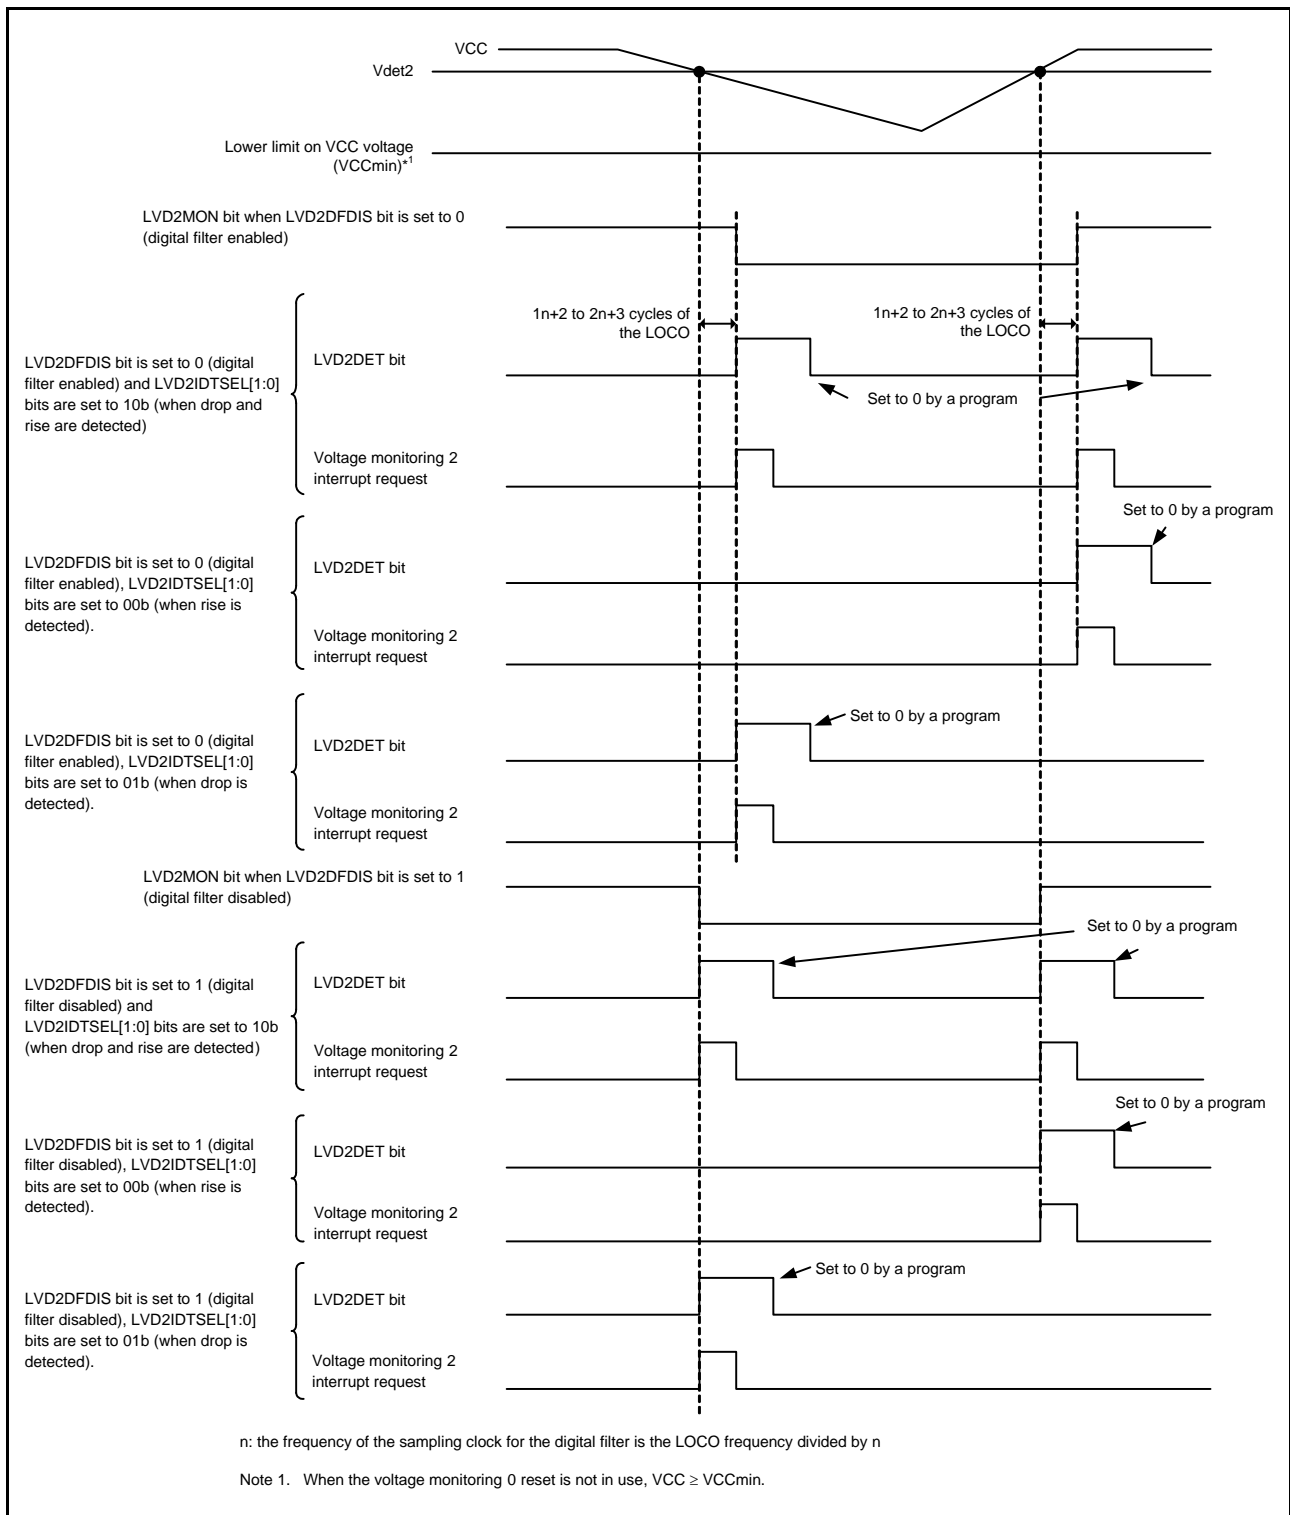 VCC
Vdet2
Lower limit on VCC voltage
(VCCmin)*1
LVD2MON bit when LVD2DFDIS bit is set to 0
(digital filter enabled)
1n+2 to 2n+3 cycles of
the LOCO
1n+2 to 2n+3 cycles of
the LOCO
LVD2DFDIS bit is set to 0 (digital
filter enabled) and LVD2IDTSEL[1:0]
bits are set to 10b (when drop and
rise are detected)
LVD2DET bit
Set to 0 by a program
Voltage monitoring 2
interrupt request
Set to 0 by a program
LVD2DFDIS bit is set to 0 (digital
filter enabled), LVD2IDTSEL[1:0]
bits are set to 00b (when rise is
detected).
LVD2DET bit
Voltage monitoring 2
interrupt request
Set to 0 by a program
LVD2DFDIS bit is set to 0 (digital
filter enabled), LVD2IDTSEL[1:0]
bits are set to 01b (when drop is
detected).
LVD2DET bit
Voltage monitoring 2
interrupt request
LVD2MON bit when LVD2DFDIS bit is set to 1
(digital filter disabled)
Set to 0 by a program
LVD2DFDIS bit is set to 1 (digital
filter disabled) and
LVD2IDTSEL[1:0] bits are set to 10b
(when drop and rise are detected)
LVD2DET bit
Voltage monitoring 2
interrupt request
Set to 0 by a program
LVD2DFDIS bit is set to 1 (digital
filter disabled), LVD2IDTSEL[1:0]
bits are set to 00b (when rise is
detected).
LVD2DET bit
Voltage monitoring 2
interrupt request
Set to 0 by a program
LVD2DFDIS bit is set to 1 (digital
filter disabled), LVD2IDTSEL[1:0]
bits are set to 01b (when drop is
detected).
LVD2DET bit
Voltage monitoring 2
interrupt request
n: the frequency of the sampling clock for the digital filter is the LOCO frequency divided by n
Note 1. When the voltage monitoring 0 reset is not in use, VCC ≥ VCCmin.